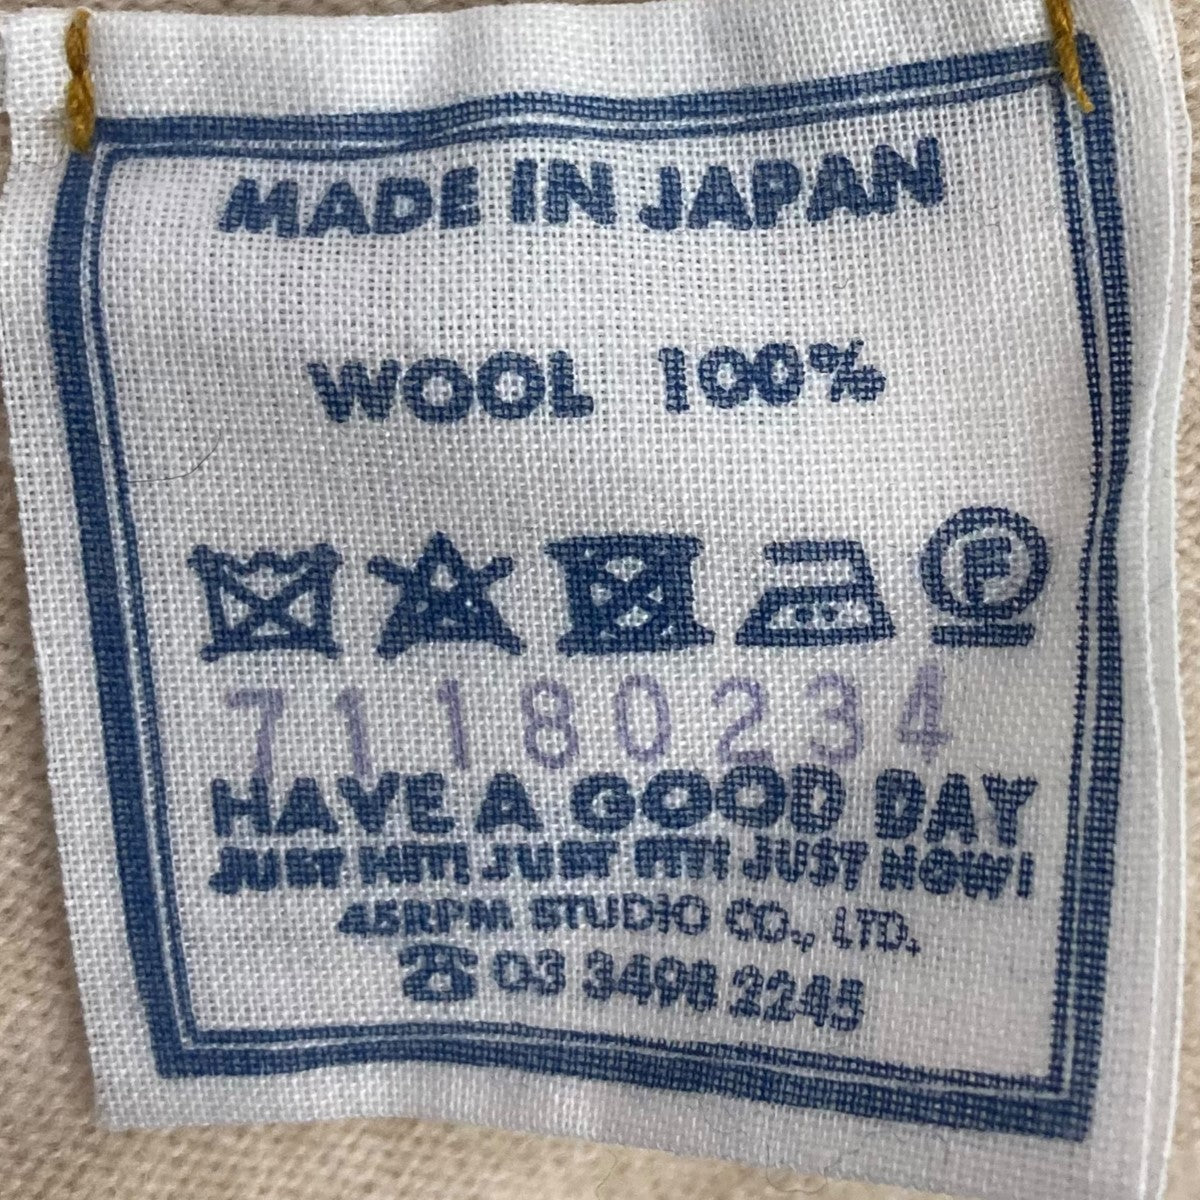 MADE IN JAPAN
WOOL 100%
F
71180234
HAVE A GOOD DAY
JUST HIT! JUST FIT! JUST NOW!
45RPM STUDIO CO., LTD.
☎ 03 3498 2245